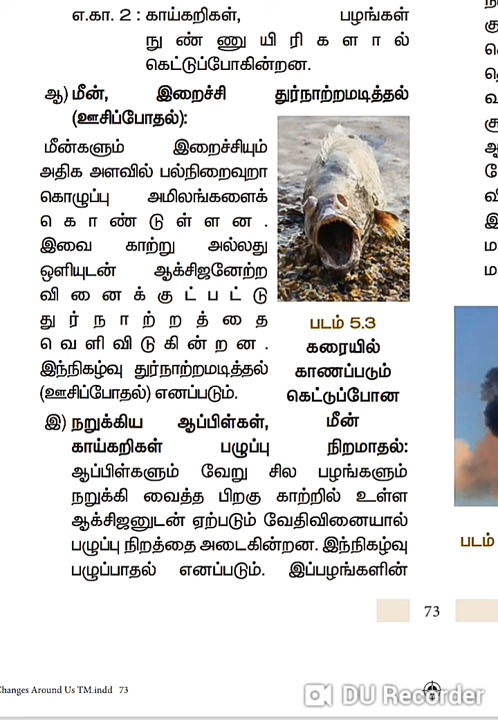 எ.கா. 2 : காய்கறிகள், பழங்கள்
நுண்ணுயிரிகளால்
கெட்டுப்போகின்றன.
ஆ) மீன், இறைச்சி துர்நாற்றமடித்தல்
(ஊசிப்போதல்):
மீன்களும் இறைச்சியும்
அதிக அளவில் பல்நிறைவுறா
கொழுப்பு அமிலங்களைக்
கொண்டுள்ளன.
இவை காற்று அல்லது
ஒளியுடன் ஆக்சிஜனேற்ற
வினைக்குட்பட்டு
துர்நாற்றத்தை
வெளிவிடுகின்றன.
இந்நிகழ்வு துர்நாற்றமடித்தல்
(ஊசிப்போதல்) எனப்படும்.
படம் 5.3
கரையில்
காணப்படும்
கெட்டுப்போன
மீன்
இ) நறுக்கிய ஆப்பிள்கள்,
காய்கறிகள் பழுப்பு நிறமாதல்:
ஆப்பிள்களும் வேறு சில பழங்களும்
நறுக்கி வைத்த பிறகு காற்றில் உள்ள
ஆக்சிஜனுடன் ஏற்படும் வேதிவினையால்
பழுப்பு நிறத்தை அடைகின்றன. இந்நிகழ்வு
பழுப்பாதல் எனப்படும். இப்பழங்களின்
படம்
73
Changes Around Us TM.indd 73
DU Recorder